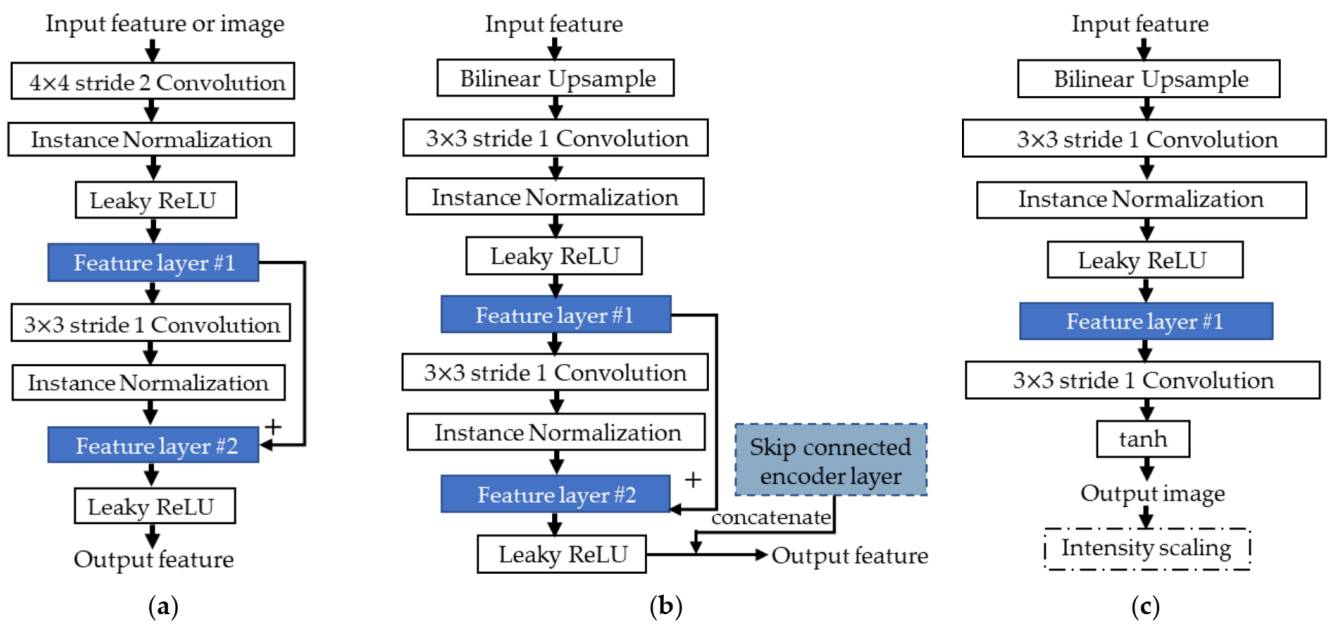 Input feature or image
4×4 stride 2 Convolution
Instance Normalization
Leaky ReLU
Feature layer #1
3×3 stride 1 Convolution
Instance Normalization
+
Feature layer #2
Leaky ReLU
Output feature
(a)
Input feature
Bilinear Upsample
3×3 stride 1 Convolution
Instance Normalization
Leaky ReLU
Feature layer #1
3×3 stride 1 Convolution
Instance Normalization
Skip connected
encoder layer
+
Feature layer #2
concatenate
Leaky ReLU
Output feature
(b)
Input feature
Bilinear Upsample
3×3 stride 1 Convolution
Instance Normalization
Leaky ReLU
Feature layer #1
3×3 stride 1 Convolution
tanh
Output image
Intensity scaling
(c)